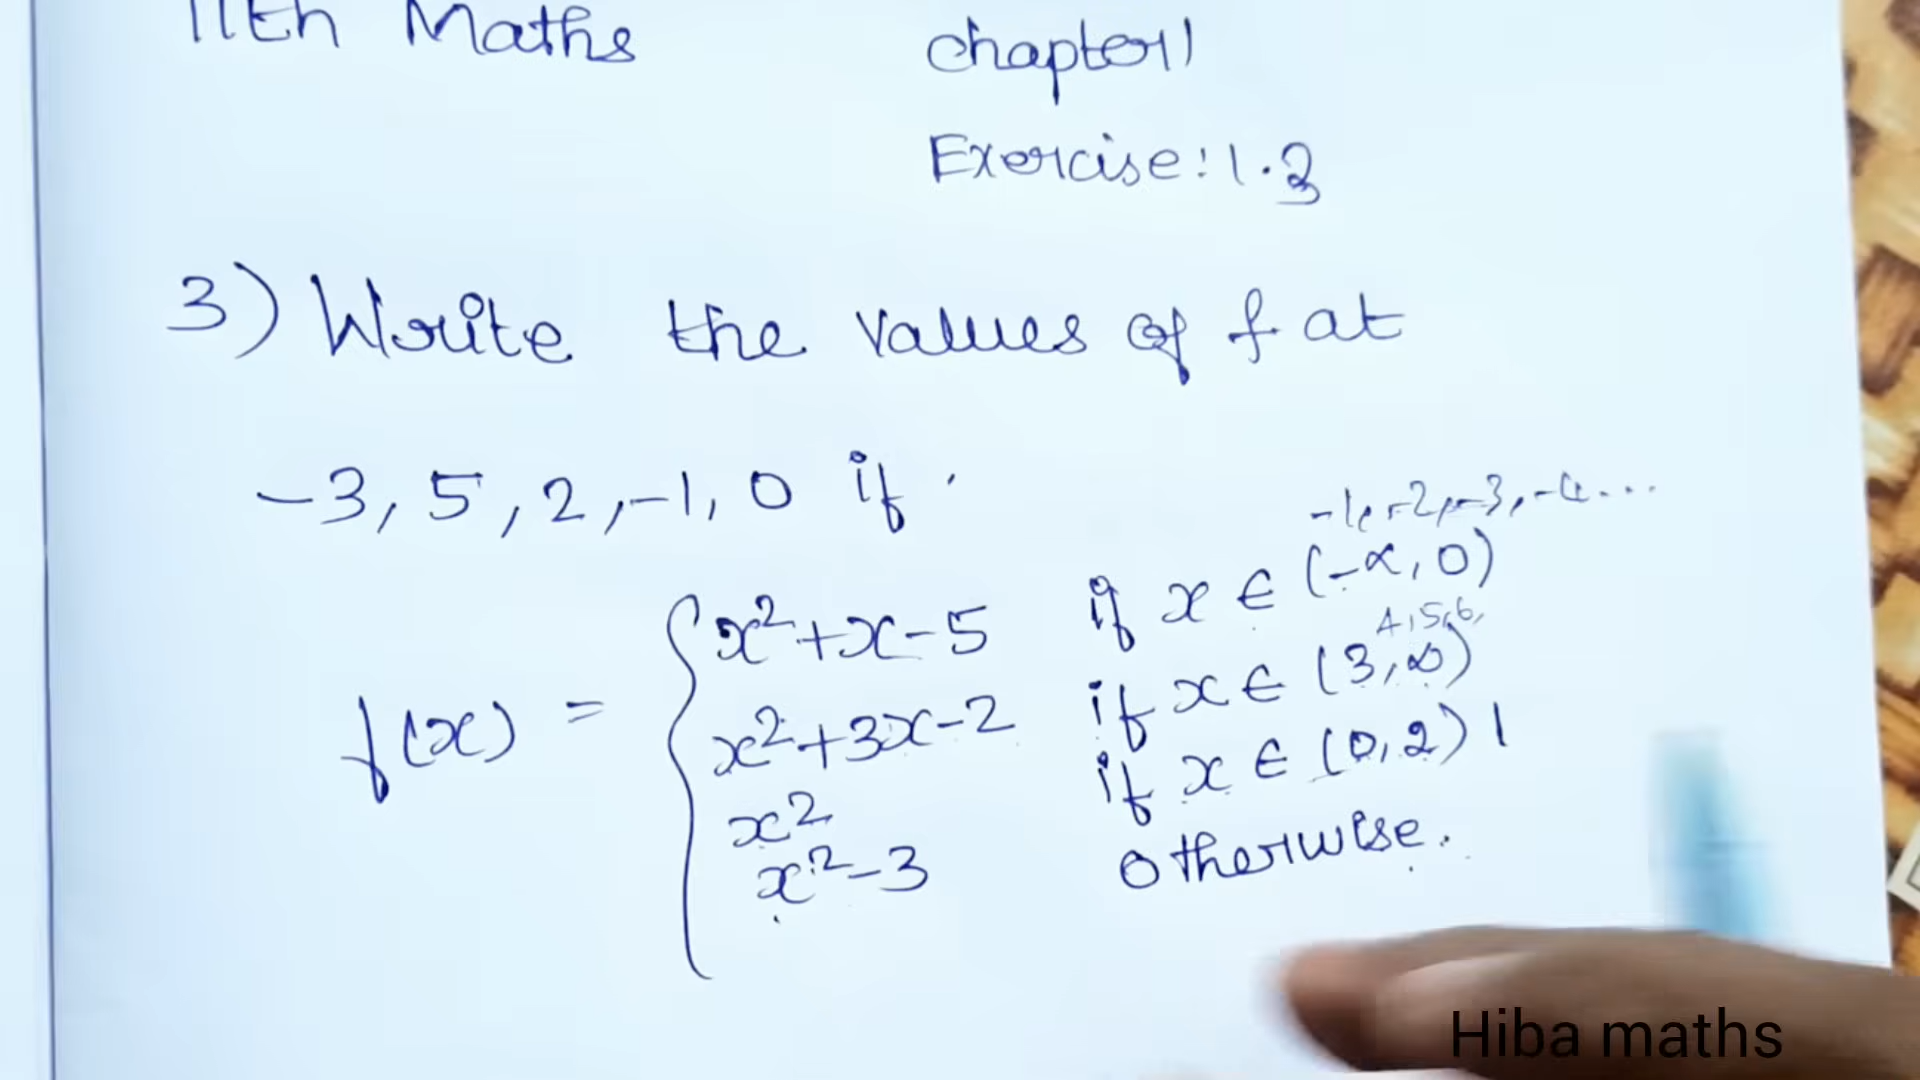 11th Maths chapter 1
Exercise: 1.3
3) Write the values of f at
-3, 5, 2, -1, 0 if
-1, -2, -3, -4...
x²+x-5 if x ∈ (-∝, 0)
4, 5, 6,
x²+3x-2 if x ∈ (3, ∞)
f(x) =
x² if x ∈ (0, 2) 1
x²-3 otherwise.
Hiba maths